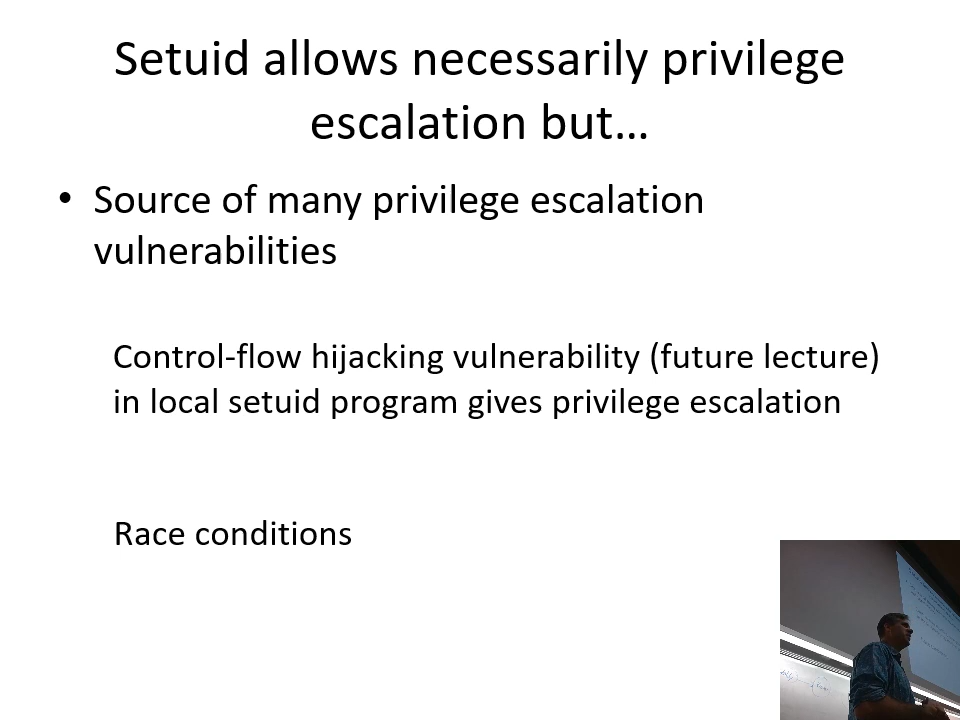 Setuid allows necessarily privilege
escalation but…
• Source of many privilege escalation
vulnerabilities
Control-flow hijacking vulnerability (future lecture)
in local setuid program gives privilege escalation
Race conditions